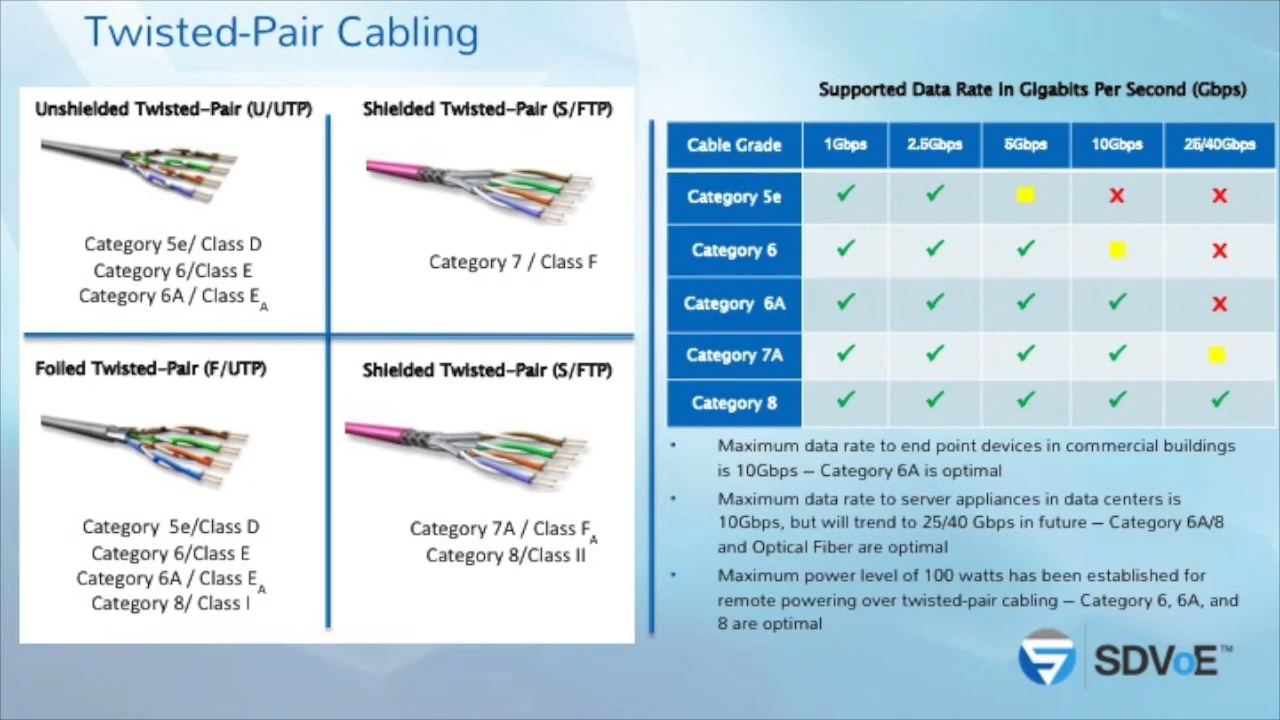 Twisted-Pair Cabling
Unshielded Twisted-Pair (U/UTP)
Category 5e/ Class D
Category 6/Class E
Category 6A / Class EA
Shielded Twisted-Pair (S/FTP)
Category 7 / Class F
Foiled Twisted-Pair (F/UTP)
Category 5e/Class D
Category 6/Class E
Category 6A / Class EA
Category 8/ Class I
Shielded Twisted-Pair (S/FTP)
Category 7A / Class FA
Category 8/Class II
Supported Data Rate in Gigabits Per Second (Gbps)
Cable Grade 1Gbps 2.5Gbps 5Gbps 10Gbps 25/40Gbps
Category 5e ✓ ✓ X X
Category 6 ✓ ✓ ✓ X
Category 6A ✓ ✓ ✓ ✓ X
Category 7A ✓ ✓ ✓ ✓
Category 8 ✓ ✓ ✓ ✓ ✓
• Maximum data rate to end point devices in commercial buildings
is 10Gbps – Category 6A is optimal
• Maximum data rate to server appliances in data centers is
10Gbps, but will trend to 25/40 Gbps in future – Category 6A/8
and Optical Fiber are optimal
• Maximum power level of 100 watts has been established for
remote powering over twisted-pair cabling – Category 6, 6A, and
8 are optimal
SDVoE™